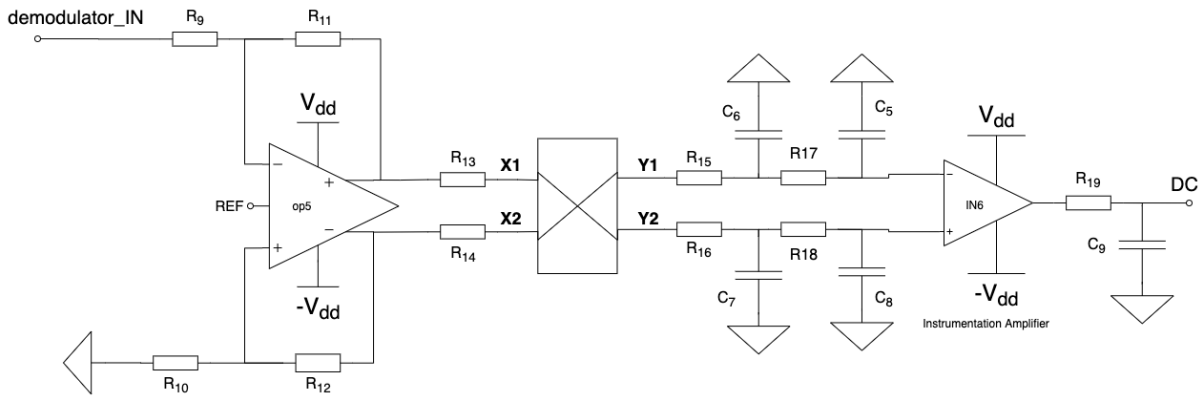 demodulator_IN
R9
R11
Vdd
−
+
REF
op5
+
−
-Vdd
R10
R12
R13
R14
X1
X2
Y1
Y2
R15
R16
C6
R17
C5
C7
R18
C8
Vdd
−
IN6
+
-Vdd
Instrumentation Amplifier
R19
DC
C9